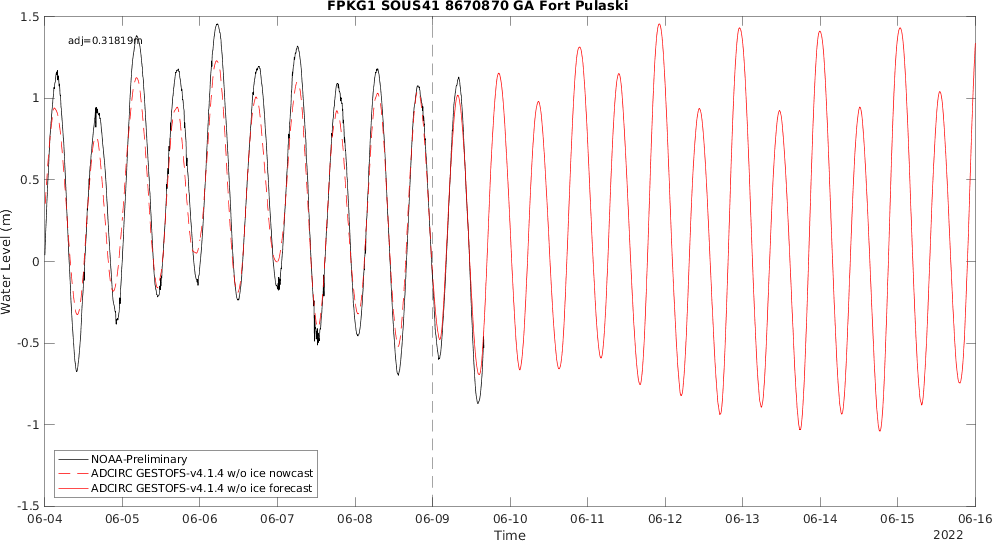 FPKG1 SOUS41 8670870 GA Fort Pulaski
adj=0.31819m
Water Level (m)
1.5
1
0.5
0
-0.5
-1
-1.5
NOAA-Preliminary
ADCIRC GESTOFS-v4.1.4 w/o ice nowcast
ADCIRC GESTOFS-v4.1.4 w/o ice forecast
06-04 06-05 06-06 06-07 06-08 06-09 06-10 06-11 06-12 06-13 06-14 06-15 06-16
Time
2022